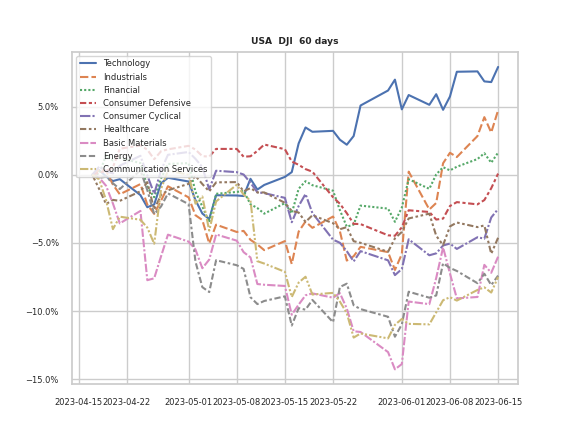 USA DJI 60 days
Technology
Industrials
Financial
Consumer Defensive
Consumer Cyclical
Healthcare
Basic Materials
Energy
Communication Services
5.0%
0.0%
−5.0%
−10.0%
−15.0%
2023-04-15 2023-04-22 2023-05-01 2023-05-08 2023-05-15 2023-05-22 2023-06-01 2023-06-08 2023-06-15